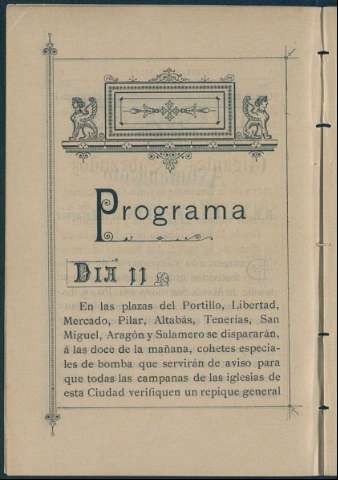 Programa
DIA 11
En las plazas del Portillo, Libertad,
Mercado, Pilar, Altabás, Tenerías, San
Miguel, Aragón y Salamero se dispararán,
á las doce de la mañana, cohetes especia-
les de bomba que servirán de aviso para
que todas las campanas de las iglesias de
esta Ciudad verifiquen un repique general